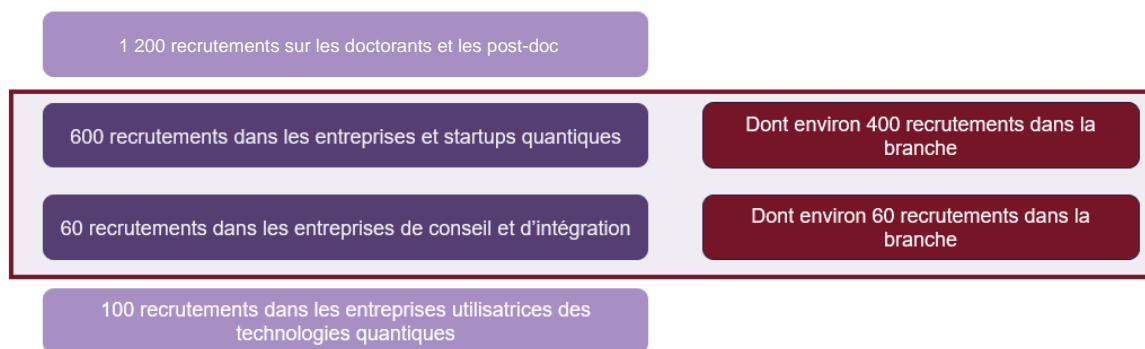 1 200 recrutements sur les doctorants et les post-doc
600 recrutements dans les entreprises et startups quantiques
Dont environ 400 recrutements dans la
branche
60 recrutements dans les entreprises de conseil et d'intégration
Dont environ 60 recrutements dans la
branche
100 recrutements dans les entreprises utilisatrices des
technologies quantiques